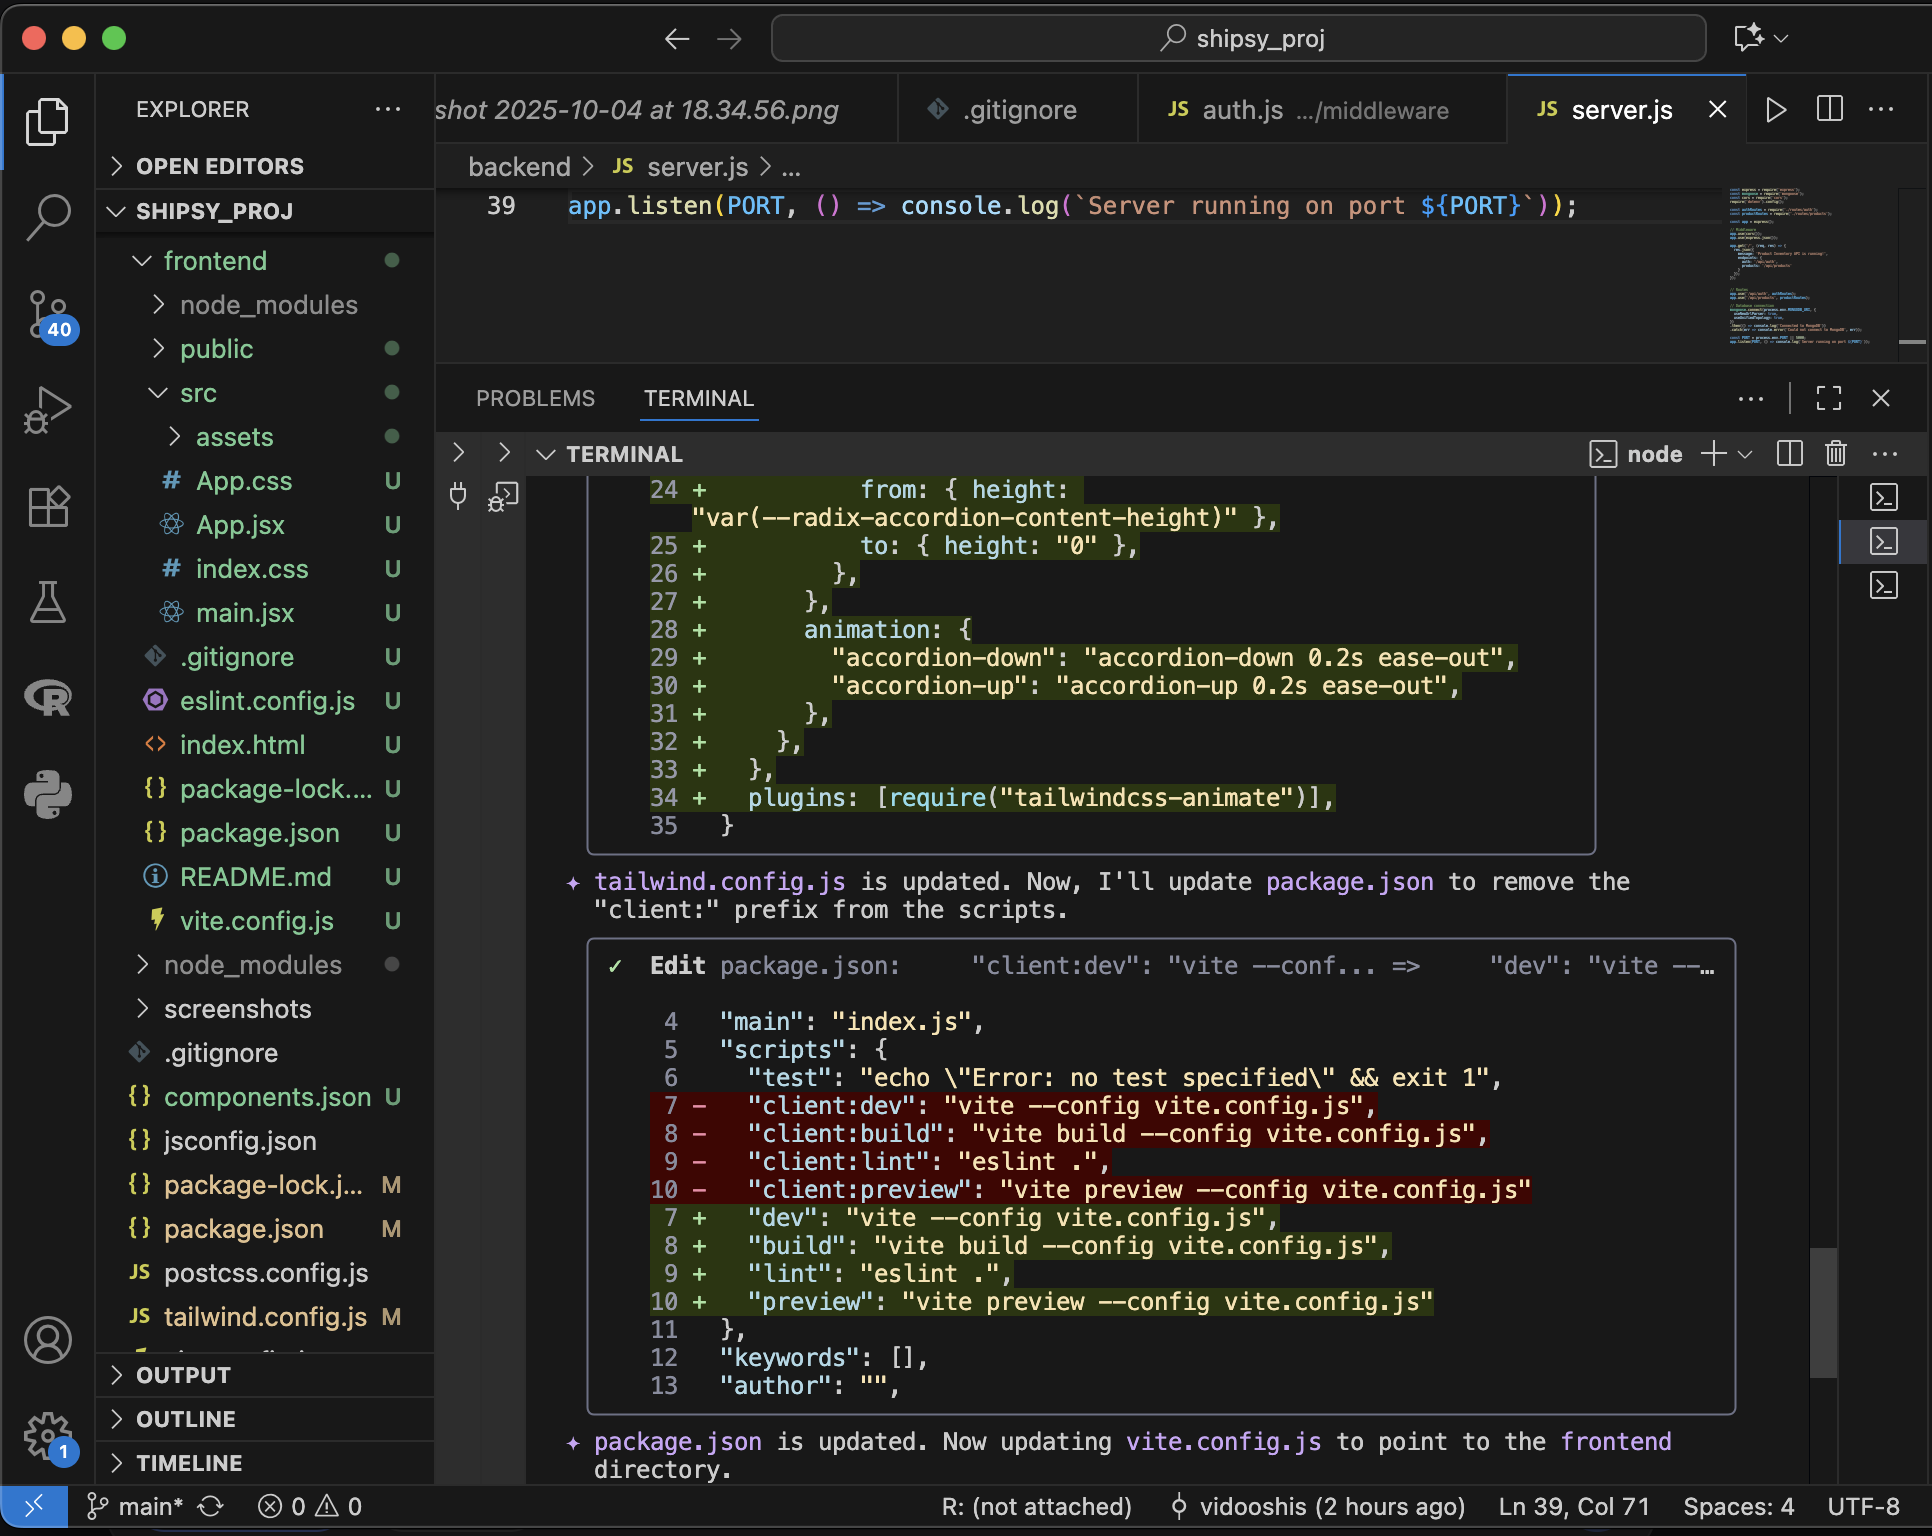 shipsy_proj
EXPLORER
OPEN EDITORS
SHIPSY_PROJ
frontend
node_modules
public
src
assets
# App.css U
App.jsx U
# index.css U
main.jsx U
.gitignore U
eslint.config.js U
<> index.html U
{} package-lock.... U
{} package.json U
README.md U
vite.config.js U
node_modules
screenshots
.gitignore
{} components.json U
{} jsconfig.json
{} package-lock.j... M
{} package.json M
JS postcss.config.js
JS tailwind.config.js M
OUTPUT
OUTLINE
TIMELINE
40
1
shot 2025-10-04 at 18.34.56.png
.gitignore
JS auth.js .../middleware
JS server.js
backend > JS server.js > ...
39 app.listen(PORT, () => console.log(`Server running on port ${PORT}`));
PROBLEMS TERMINAL
TERMINAL
node
24 + from: { height:
"var(--radix-accordion-content-height)" },
25 + to: { height: "0" },
26 + },
27 + },
28 + animation: {
29 + "accordion-down": "accordion-down 0.2s ease-out",
30 + "accordion-up": "accordion-up 0.2s ease-out",
31 + },
32 + },
33 + },
34 + plugins: [require("tailwindcss-animate")],
35 }
✦ tailwind.config.js is updated. Now, I'll update package.json to remove the
"client:" prefix from the scripts.
✓ Edit package.json: "client:dev": "vite --conf... => "dev": "vite --…
4 "main": "index.js",
5 "scripts": {
6 "test": "echo \"Error: no test specified\" && exit 1",
7 - "client:dev": "vite --config vite.config.js",
8 - "client:build": "vite build --config vite.config.js",
9 - "client:lint": "eslint .",
10 - "client:preview": "vite preview --config vite.config.js"
7 + "dev": "vite --config vite.config.js",
8 + "build": "vite build --config vite.config.js",
9 + "lint": "eslint .",
10 + "preview": "vite preview --config vite.config.js"
11 },
12 "keywords": [],
13 "author": "",
✦ package.json is updated. Now updating vite.config.js to point to the frontend
directory.
main* 0 0
R: (not attached) vidooshis (2 hours ago) Ln 39, Col 71 Spaces: 4 UTF-8